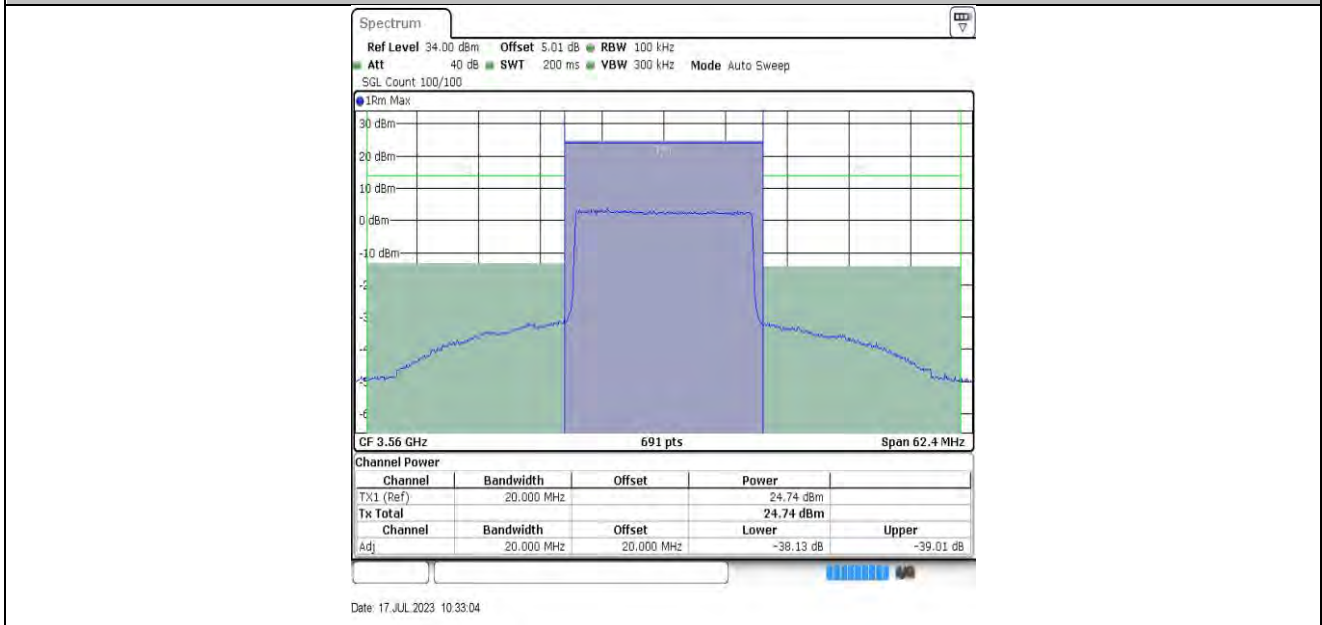 Spectrum
Ref Level 34.00 dBm Offset 5.01 dB RBW 100 kHz
Att 40 dB SWT 200 ms VBW 300 kHz Mode Auto Sweep
SGL Count 100/100
1Rm Max
30 dBm
20 dBm
10 dBm
0 dBm
-10 dBm
CF 3.56 GHz 691 pts Span 62.4 MHz
Channel Power
Channel Bandwidth Offset Power
TX1 (Ref) 20.000 MHz 24.74 dBm
Tx Total 24.74 dBm
Channel Bandwidth Offset Lower Upper
Adj 20.000 MHz 20.000 MHz -38.13 dB -39.01 dB
Date: 17.JUL.2023 10:33:04